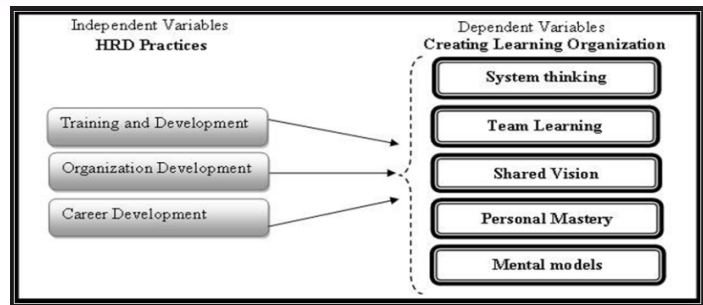 Independent Variables
HRD Practices
Training and Development
Organization Development
Career Development
Dependent Variables
Creating Learning Organization
System thinking
Team Learning
Shared Vision
Personal Mastery
Mental models